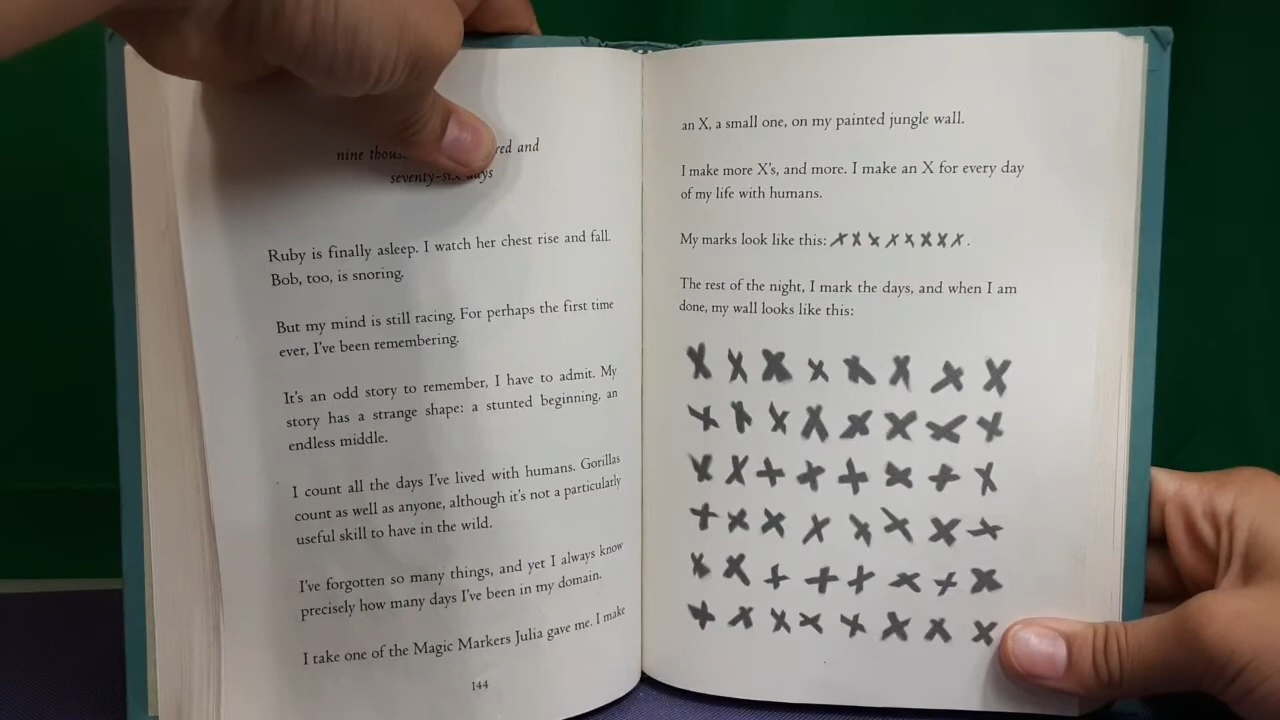 nine and
seventy-six days
Ruby is finally asleep. I watch her chest rise and fall.
Bob, too, is snoring.
But my mind is still racing. For perhaps the first time
ever, I've been remembering.
It's an odd story to remember, I have to admit. My
story has a strange shape: a stunted beginning, an
endless middle.
I count all the days I've lived with humans. Gorillas
count as well as anyone, although it's not a particularly
useful skill to have in the wild.
I've forgotten so many things, and yet I always know
precisely how many days I've been in my domain.
I take one of the Magic Markers Julia gave me. I make
144
an X, a small one, on my painted jungle wall.
I make more X's, and more. I make an X for every day
of my life with humans.
My marks look like this: X X X X X X X X.
The rest of the night, I mark the days, and when I am
done, my wall looks like this:
X X X X X X X X
X X X X X X X X
X X X X X X X X
X X X X X X X X
X X X X X X X X
X X X X X X X X